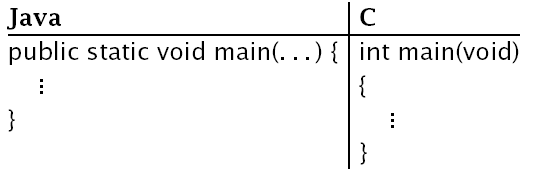 Java C
public static void main(...) { int main(void)
⋮ {
} ⋮
}